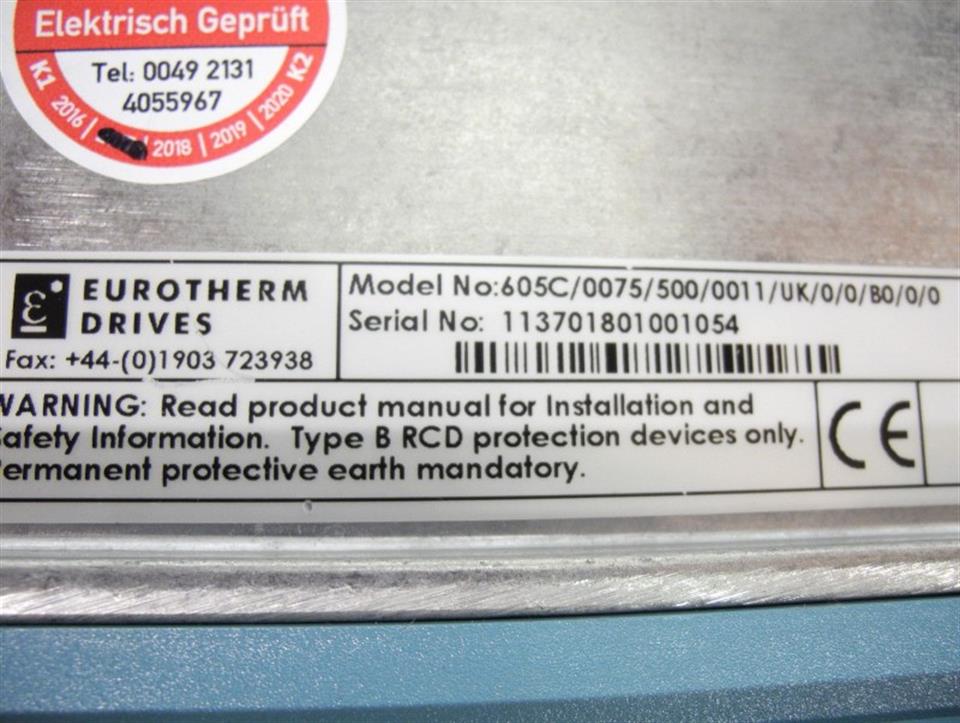 Elektrisch Geprüft
Tel: 0049 2131
4055967
K1 2016 | | 2018 | 2019 | 2020 K2
EUROTHERM
DRIVES
Fax: +44-(0)1903 723938
Model No:605C/0075/500/0011/UK/0/0/B0/0/0
Serial No: 113701801001054
WARNING: Read product manual for Installation and
Safety Information. Type B RCD protection devices only.
Permanent protective earth mandatory.
CE